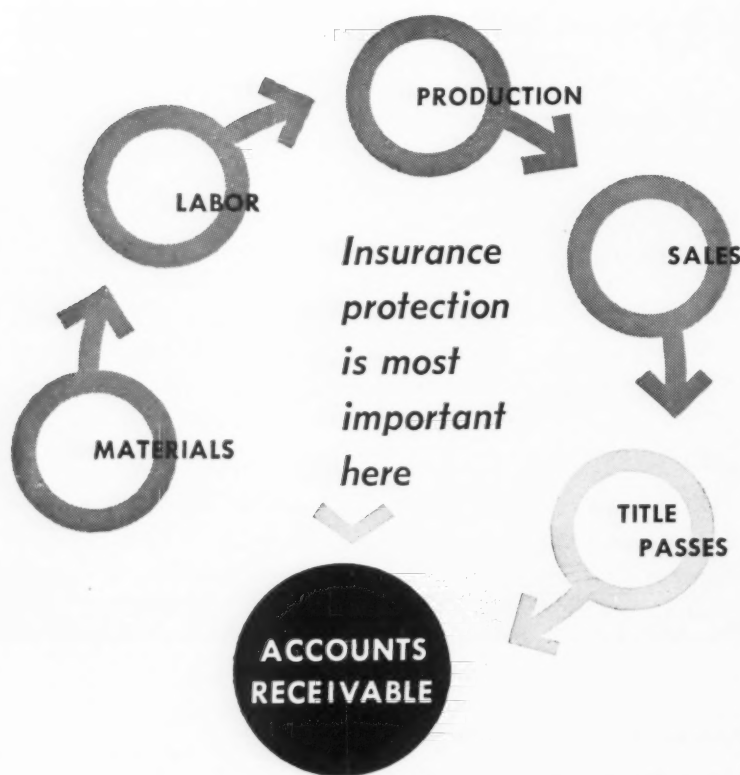 PRODUCTION
LABOR
SALES
Insurance
protection
is most
important
here
MATERIALS
TITLE
PASSES
ACCOUNTS
RECEIVABLE